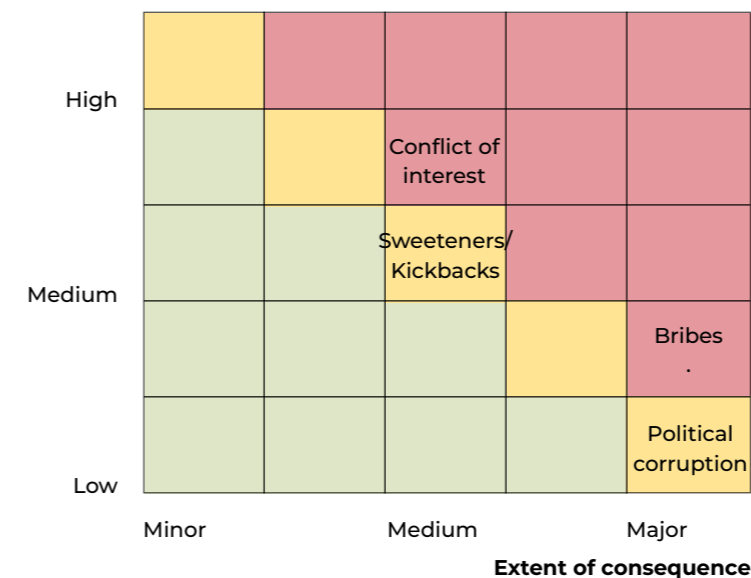 High
Conflict of
interest
Sweeteners/
Kickbacks
Medium
Bribes
.
Political
corruption
Low
Minor
Medium
Major
Extent of consequence